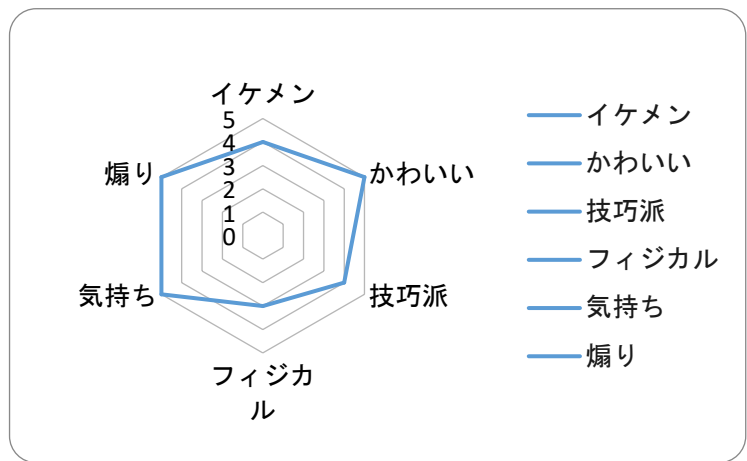 イケメン
5
4
3
2
1
0
煽り
かわいい
気持ち
技巧派
フィジカ
ル
イケメン
かわいい
技巧派
フィジカル
気持ち
煽り